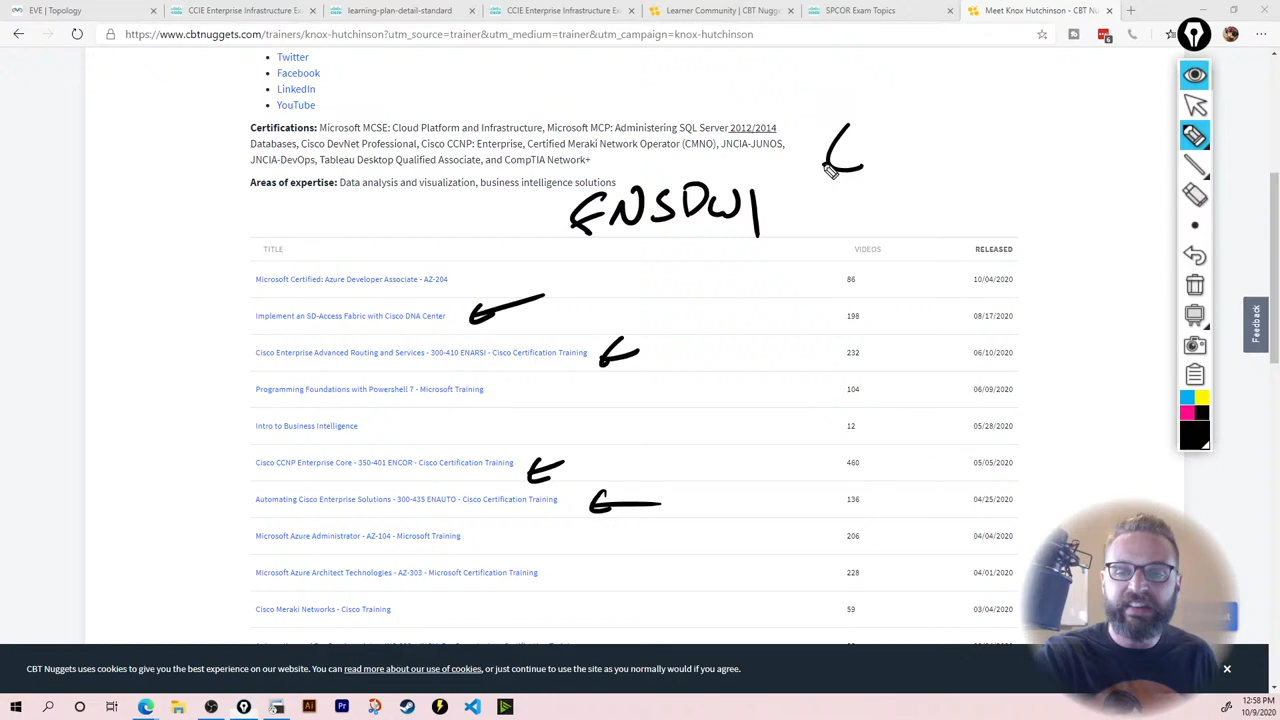 EVE | Topology
CCIE Enterprise Infrastructure Ex
learning-plan-detail-standard
CCIE Enterprise Infrastructure Ex
Learner Community | CBT Nugg
SPCOR Exam Topics
Meet Knox Hutchinson - CBT Nu
https://www.cbtnuggets.com/trainers/knox-hutchinson?utm_source=trainer&utm_medium=trainer&utm_campaign=knox-hutchinson
6
Twitter
Facebook
LinkedIn
YouTube
Certifications: Microsoft MCSE: Cloud Platform and Infrastructure, Microsoft MCP: Administering SQL Server 2012/2014
Databases, Cisco DevNet Professional, Cisco CCNP: Enterprise, Certified Meraki Network Operator (CMNO), JNCIA-JUNOS,
JNCIA-DevOps, Tableau Desktop Qualified Associate, and CompTIA Network+
Areas of expertise: Data analysis and visualization, business intelligence solutions
ENSDWI
TITLE VIDEOS RELEASED
Microsoft Certified: Azure Developer Associate - AZ-204 86 10/04/2020
Implement an SD-Access Fabric with Cisco DNA Center 198 08/17/2020
Cisco Enterprise Advanced Routing and Services - 300-410 ENARSI - Cisco Certification Training 232 06/10/2020
Programming Foundations with Powershell 7 - Microsoft Training 104 06/09/2020
Intro to Business Intelligence 12 05/28/2020
Cisco CCNP Enterprise Core - 350-401 ENCOR - Cisco Certification Training 460 05/05/2020
Automating Cisco Enterprise Solutions - 300-435 ENAUTO - Cisco Certification Training 136 04/25/2020
Microsoft Azure Administrator - AZ-104 - Microsoft Training 206 04/04/2020
Microsoft Azure Architect Technologies - AZ-303 - Microsoft Certification Training 228 04/01/2020
Cisco Meraki Networks - Cisco Training 59 03/04/2020
Feedback
CBT Nuggets uses cookies to give you the best experience on our website. You can read more about our use of cookies, or just continue to use the site as you normally would if you agree.
12:58 PM
10/9/2020